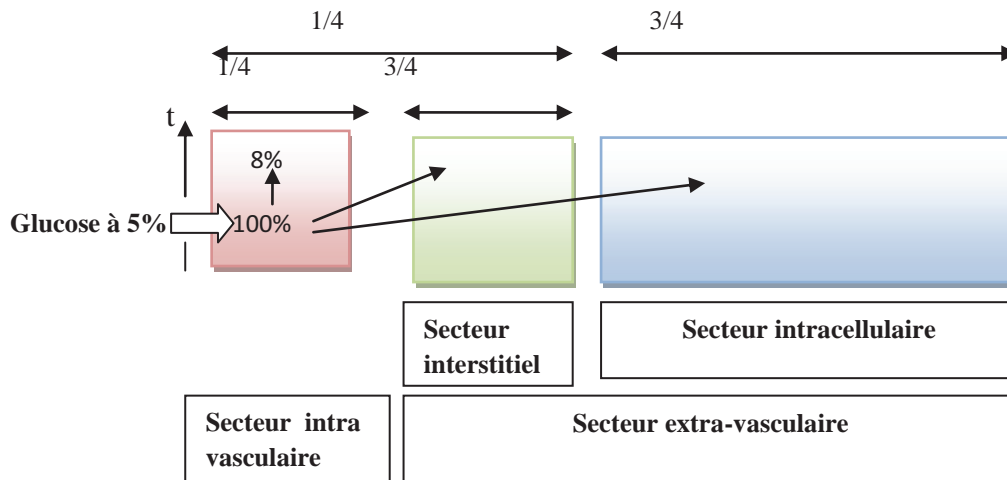 1/4
3/4
1/4
3/4
t
8%
Glucose à 5%
100%
Secteur
interstitiel
Secteur intracellulaire
Secteur intra
vasculaire
Secteur extra-vasculaire